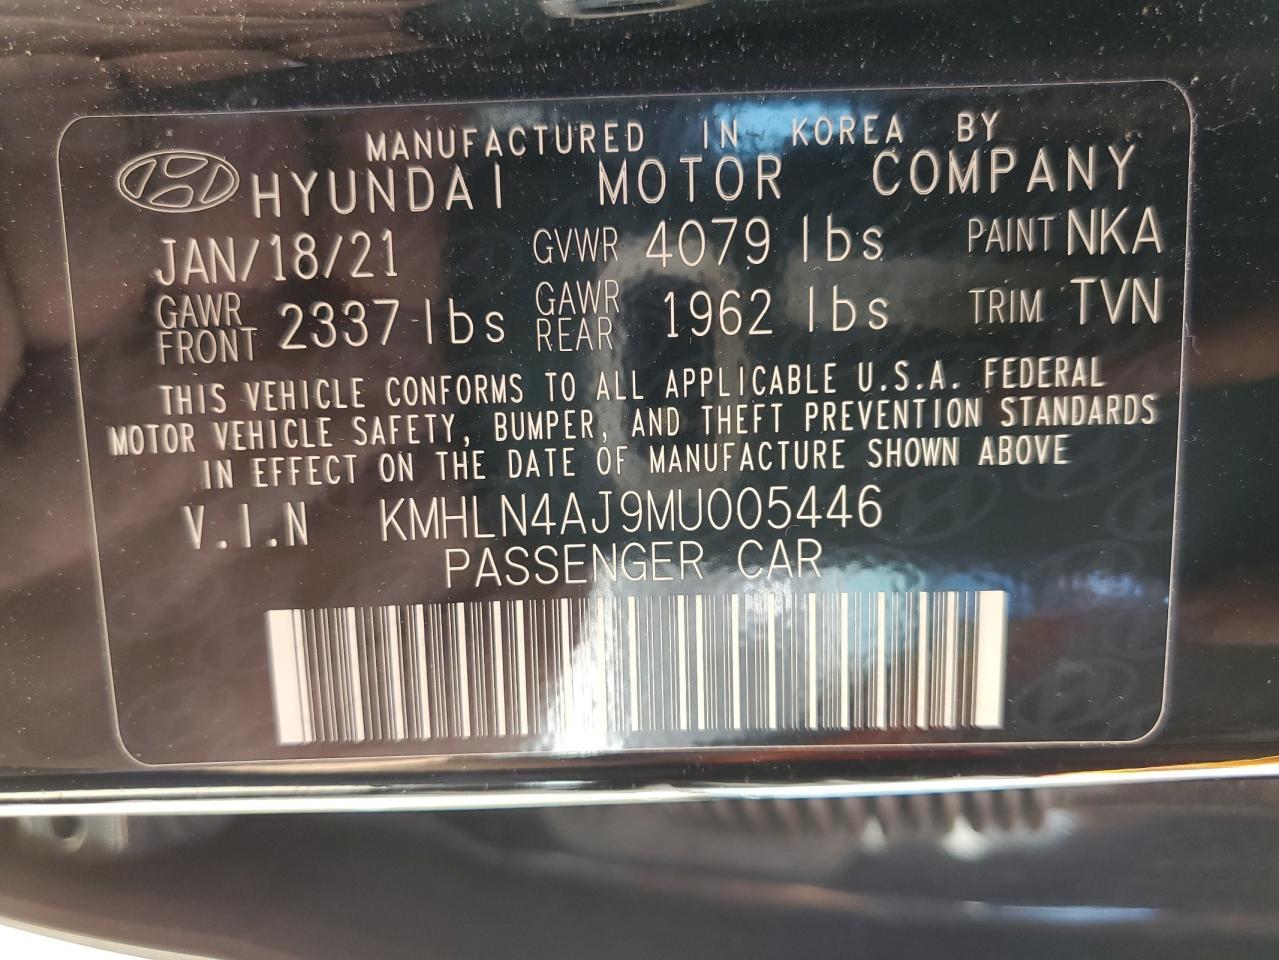 MANUFACTURED IN KOREA BY
HYUNDAI MOTOR COMPANY
JAN/18/21 GVWR 4079 lbs PAINT NKA
GAWR FRONT 2337 lbs GAWR REAR 1962 lbs TRIM TVN
THIS VEHICLE CONFORMS TO ALL APPLICABLE U.S.A. FEDERAL
MOTOR VEHICLE SAFETY, BUMPER, AND THEFT PREVENTION STANDARDS
IN EFFECT ON THE DATE OF MANUFACTURE SHOWN ABOVE
V.I.N KMHLN4AJ9MU005446
PASSENGER CAR